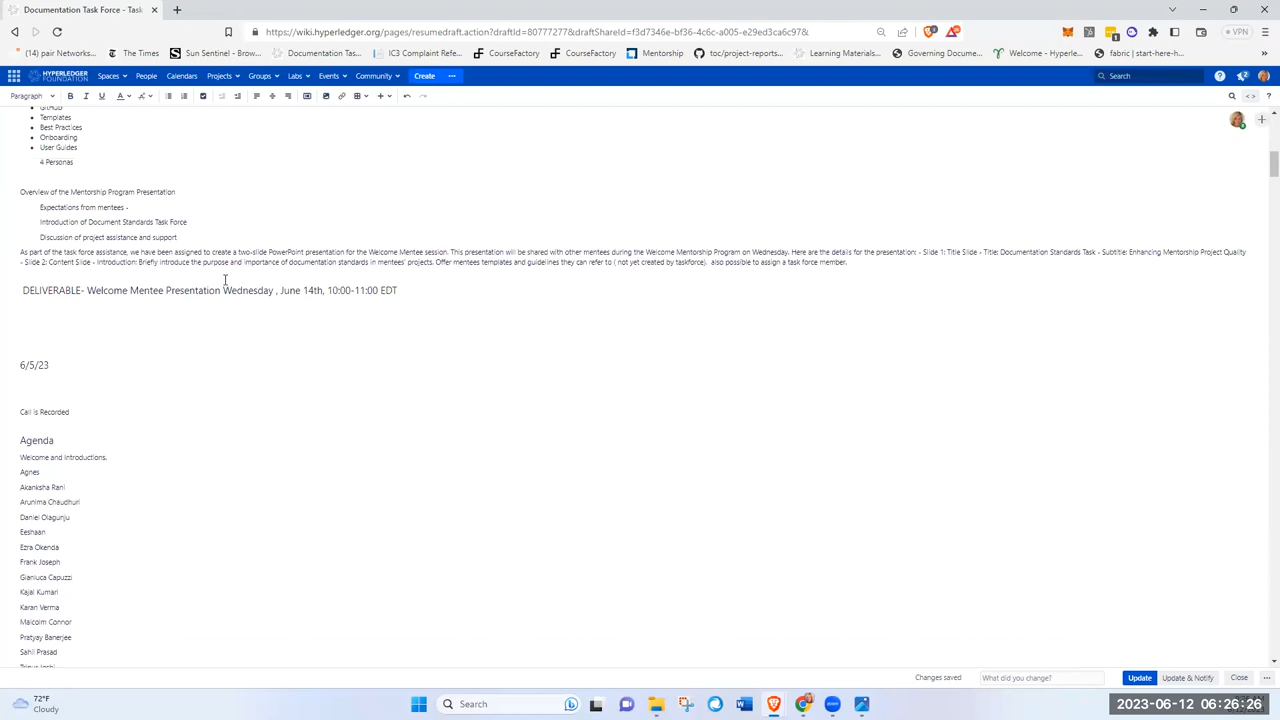 Documentation Task Force - Task
https://wiki.hyperledger.org/pages/resumedraft.action?draftId=80777277&draftShareId=f3d7346e-bf36-4c6c-a005-e29ed3ca6c97&
VPN
(14) pair Networks...
The Times
Sun Sentinel - Brow...
Documentation Tas...
IC3 Complaint Refe...
CourseFactory
CourseFactory
Mentorship
toc/project-reports...
Learning Materials...
Governing Docume...
Welcome - Hyperle...
fabric | start-here-h...
HYPERLEDGER FOUNDATION
Spaces
People
Calendars
Projects
Groups
Labs
Events
Community
Create
Search
Paragraph
GitHub
Templates
Best Practices
Onboarding
User Guides
4 Personas
Overview of the Mentorship Program Presentation
Expectations from mentees -
Introduction of Document Standards Task Force
Discussion of project assistance and support
As part of the task force assistance, we have been assigned to create a two-slide PowerPoint presentation for the Welcome Mentee session. This presentation will be shared with other mentees during the Welcome Mentorship Program on Wednesday. Here are the details for the presentation: - Slide 1: Title Slide - Title: Documentation Standards Task - Subtitle: Enhancing Mentorship Project Quality
- Slide 2: Content Slide - Introduction: Briefly introduce the purpose and importance of documentation standards in mentees' projects. Offer mentees templates and guidelines they can refer to ( not yet created by taskforce).  also possible to assign a task force member.
DELIVERABLE- Welcome Mentee Presentation Wednesday , June 14th, 10:00-11:00 EDT
6/5/23
Call is Recorded
Agenda
Welcome and Introductions.
Agnes
Akanksha Rani
Arunima Chaudhuri
Daniel Olagunju
Eeshaan
Ezra Okenda
Frank Joseph
Gianluca Capuzzi
Kajal Kumari
Karan Verma
Malcolm Connor
Pratyay Banerjee
Sahil Prasad
Changes saved
What did you change?
Update
Update & Notify
Close
72°F
Cloudy
Search
2023-06-12 06:26:26